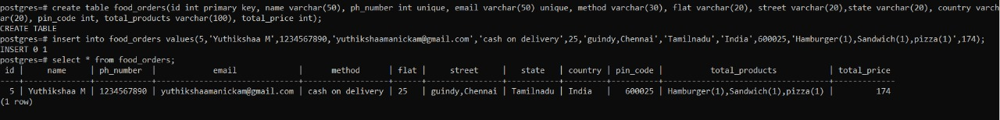 postgres=# create table food_orders(id int primary key, name varchar(50), ph_number int unique, email varchar(50) unique, method varchar(30), flat varchar(20), street varchar(20),state varchar(20), country varch
ar(20), pin_code int, total_products varchar(100), total_price int);
CREATE TABLE
postgres=# insert into food_orders values(5,'Yuthikshaa M',1234567890,'yuthikshaamanickam@gmail.com','cash on delivery',25,'guindy,Chennai','Tamilnadu','India',600025,'Hamburger(1),Sandwich(1),pizza(1)',174);
INSERT 0 1
postgres=# select * from food_orders;
 id |     name     | ph_number  |            email             |      method      | flat |     street     |   state   | country | pin_code |          total_products          | total_price
----+--------------+------------+------------------------------+------------------+------+----------------+-----------+---------+----------+----------------------------------+-------------
  5 | Yuthikshaa M | 1234567890 | yuthikshaamanickam@gmail.com | cash on delivery | 25   | guindy,Chennai | Tamilnadu | India   |   600025 | Hamburger(1),Sandwich(1),pizza(1) |         174
(1 row)